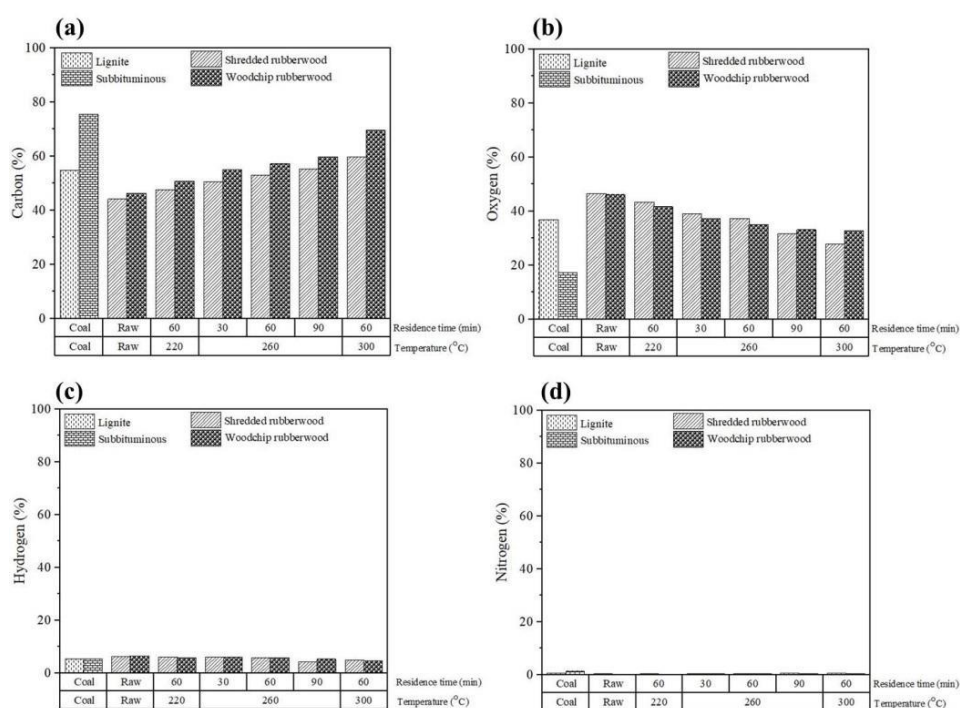 (a)
100
80
60
40
20
0
Carbon (%)
Lignite
Subbituminous
Shredded rubberwood
Woodchip rubberwood
Coal Raw 60 30 60 90 60 Residence time (min)
Coal Raw 220 260 300 Temperature (°C)
(b)
100
80
60
40
20
0
Oxygen (%)
Lignite
Subbituminous
Shredded rubberwood
Woodchip rubberwood
Coal Raw 60 30 60 90 60 Residence time (min)
Coal Raw 220 260 300 Temperature (°C)
(c)
100
80
60
40
20
0
Hydrogen (%)
Lignite
Subbituminous
Shredded rubberwood
Woodchip rubberwood
Coal Raw 60 30 60 90 60 Residence time (min)
Coal Raw 220 260 300 Temperature (°C)
(d)
100
80
60
40
20
0
Nitrogen (%)
Lignite
Subbituminous
Shredded rubberwood
Woodchip rubberwood
Coal Raw 60 30 60 90 60 Residence time (min)
Coal Raw 220 260 300 Temperature (°C)